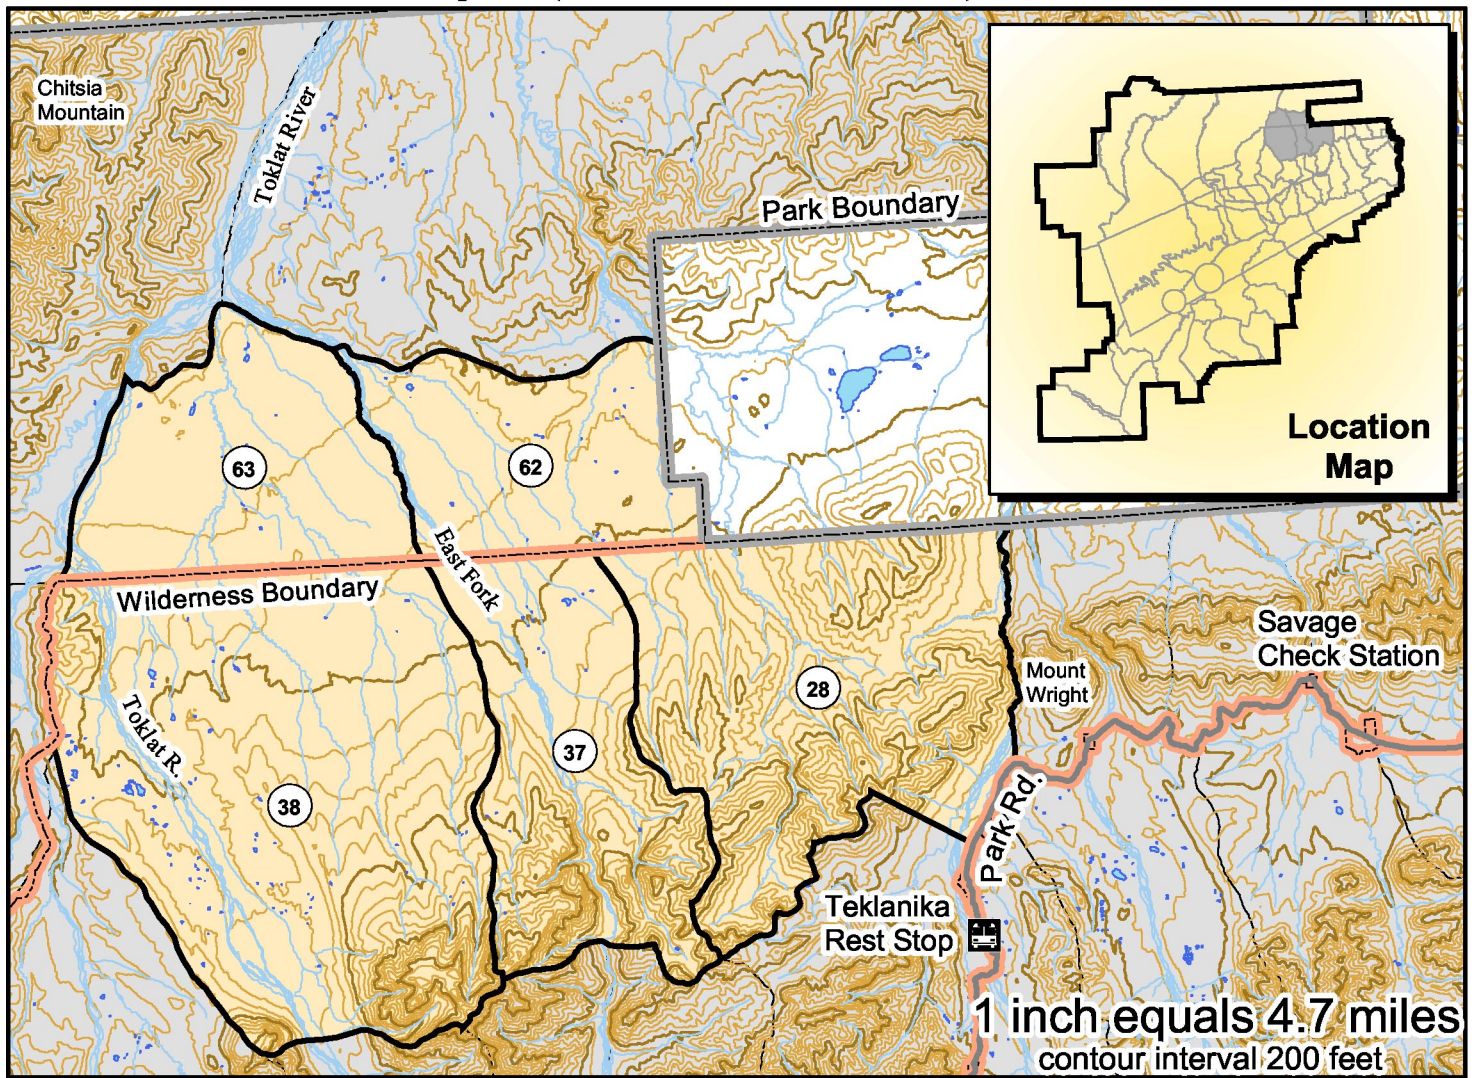 Chitsia
Mountain
Toklat River
Park Boundary
Location
Map
63
62
East Fork
Wilderness Boundary
Savage
Check Station
Mount
Wright
28
Toklat R.
37
38
Park Rd.
Teklanika
Rest Stop
1 inch equals 4.7 miles
contour interval 200 feet